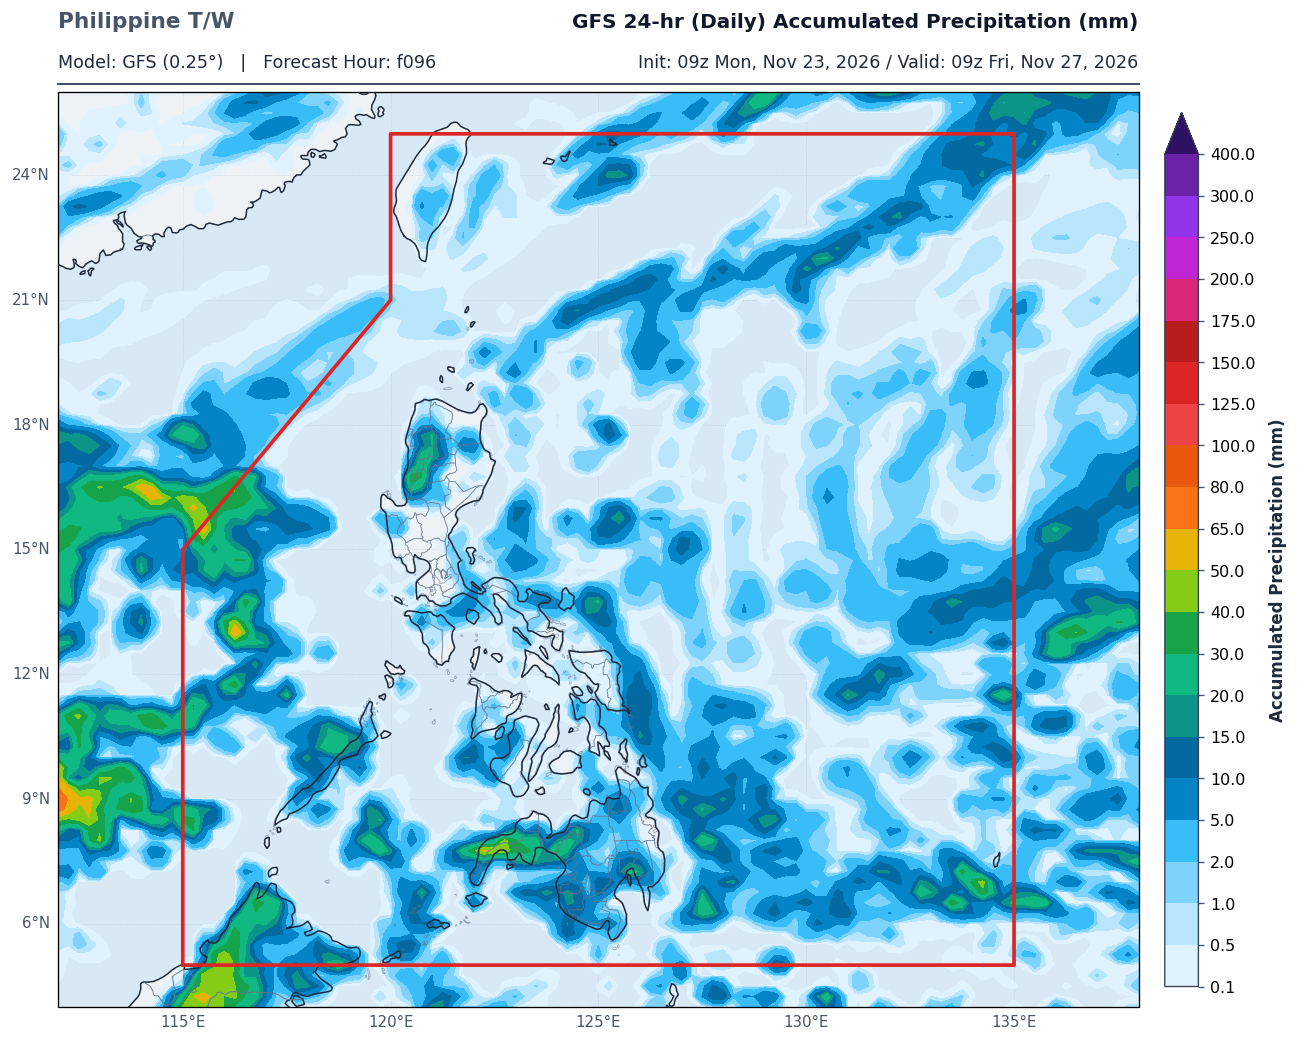 Philippine T/W
GFS 24-hr (Daily) Accumulated Precipitation (mm)
Model: GFS (0.25°) | Forecast Hour: f096
Init: 09z Mon, Nov 23, 2026 / Valid: 09z Fri, Nov 27, 2026
24°N
21°N
18°N
15°N
12°N
9°N
6°N
115°E
120°E
125°E
130°E
135°E
400.0
300.0
250.0
200.0
175.0
150.0
125.0
100.0
80.0
65.0
50.0
40.0
30.0
20.0
15.0
10.0
5.0
2.0
1.0
0.5
0.1
Accumulated Precipitation (mm)